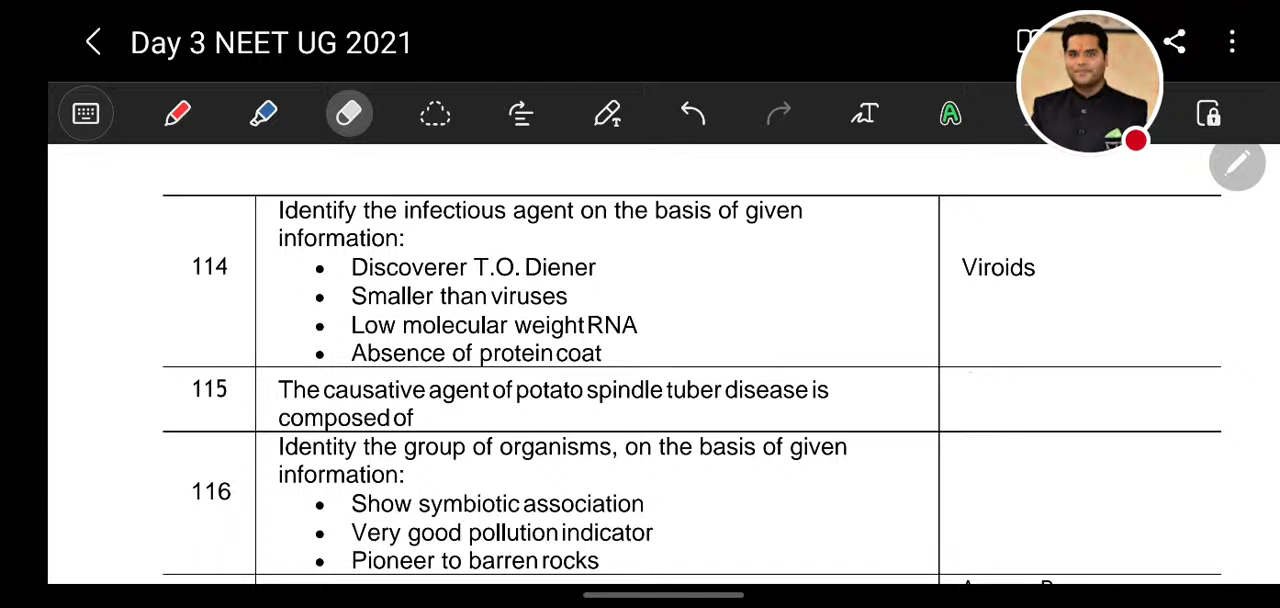 Day 3 NEET UG 2021
Identify the infectious agent on the basis of given
information:
114
• Discoverer T.O. Diener
Viroids
• Smaller than viruses
• Low molecular weight RNA
• Absence of protein coat
115
The causative agent of potato spindle tuber disease is
composed of
Identity the group of organisms, on the basis of given
information:
116
• Show symbiotic association
• Very good pollution indicator
• Pioneer to barren rocks